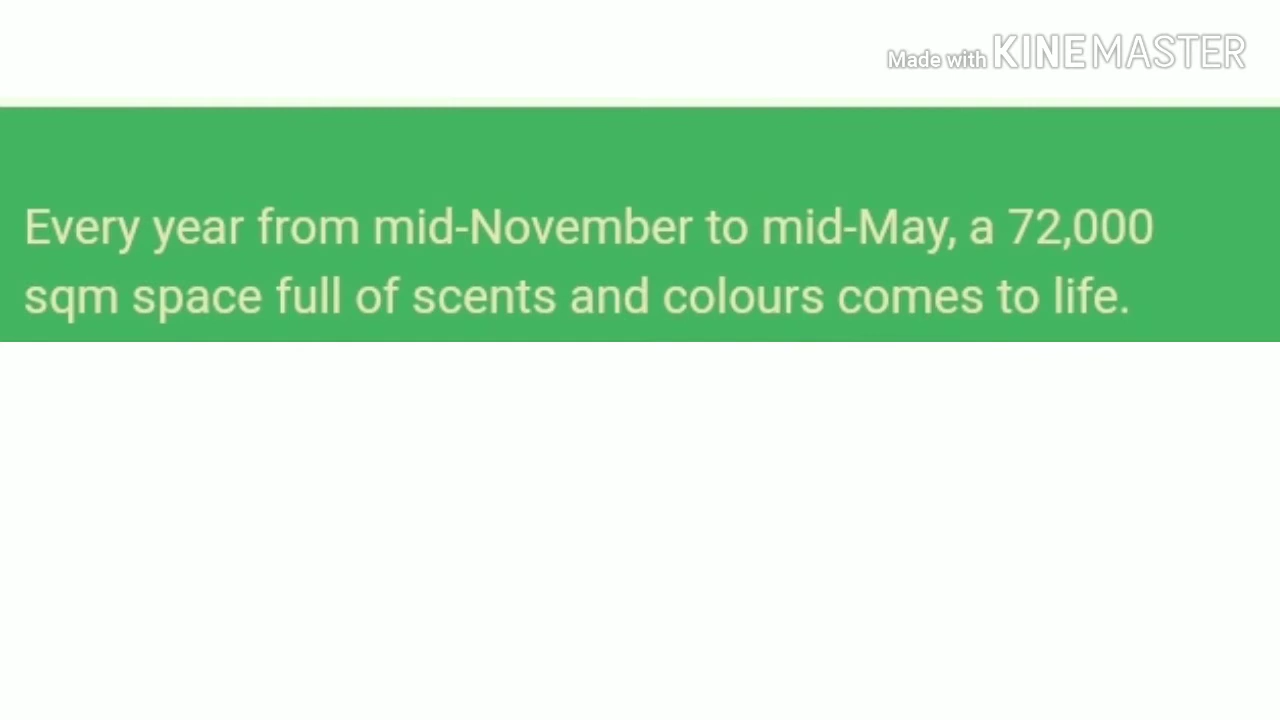 Made with KINEMASTER
Every year from mid-November to mid-May, a 72,000
sqm space full of scents and colours comes to life.